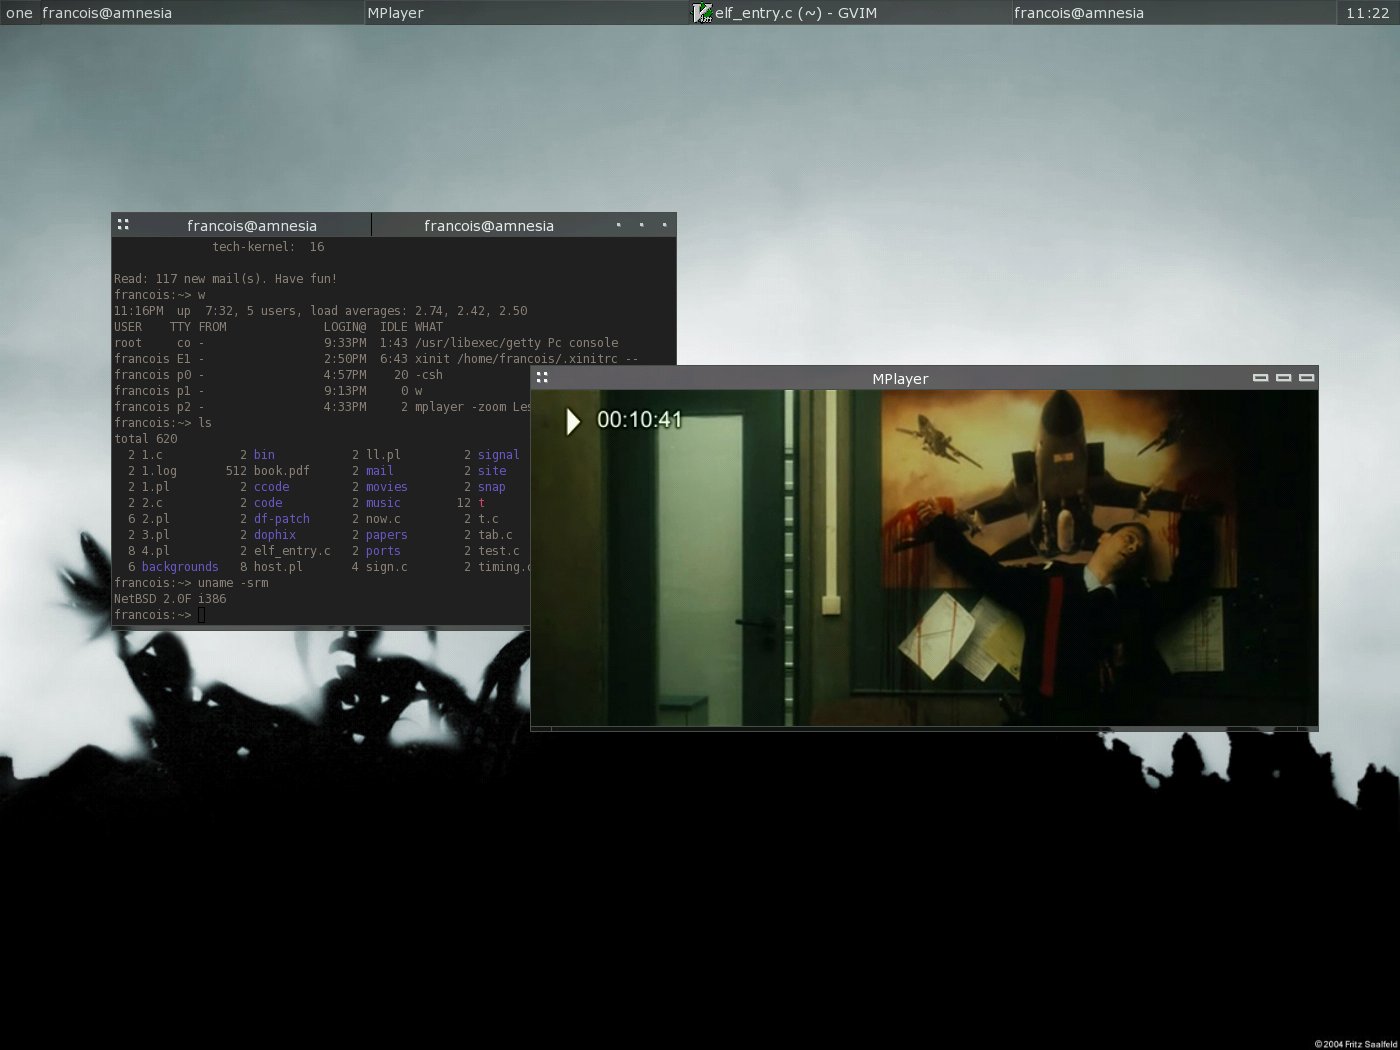 one francois@amnesia MPlayer elf_entry.c (~) - GVIM francois@amnesia 11:22
francois@amnesia francois@amnesia
tech-kernel:  16
Read: 117 new mail(s). Have fun!
francois:~> w
11:16PM  up  7:32, 5 users, load averages: 2.74, 2.42, 2.50
USER    TTY FROM              LOGIN@  IDLE WHAT
root     co -                 9:33PM  1:43 /usr/libexec/getty Pc console
francois E1 -                 2:50PM  6:43 xinit /home/francois/.xinitrc --
francois p0 -                 4:57PM    20 -csh
francois p1 -                 9:13PM     0 w
francois p2 -                 4:33PM     2 mplayer -zoom Les
francois:~> ls
total 620
2 1.c           2 bin           2 ll.pl         2 signal
2 1.log       512 book.pdf      2 mail          2 site
2 1.pl          2 ccode         2 movies        2 snap
2 2.c           2 code          2 music        12 t
6 2.pl          2 df-patch      2 now.c         2 t.c
2 3.pl          2 dophix        2 papers        2 tab.c
8 4.pl          2 elf_entry.c   2 ports         2 test.c
6 backgrounds   8 host.pl       4 sign.c        2 timing.c
francois:~> uname -srm
NetBSD 2.0F i386
francois:~>
MPlayer
00:10:41
© 2004 Fritz Saalfeld